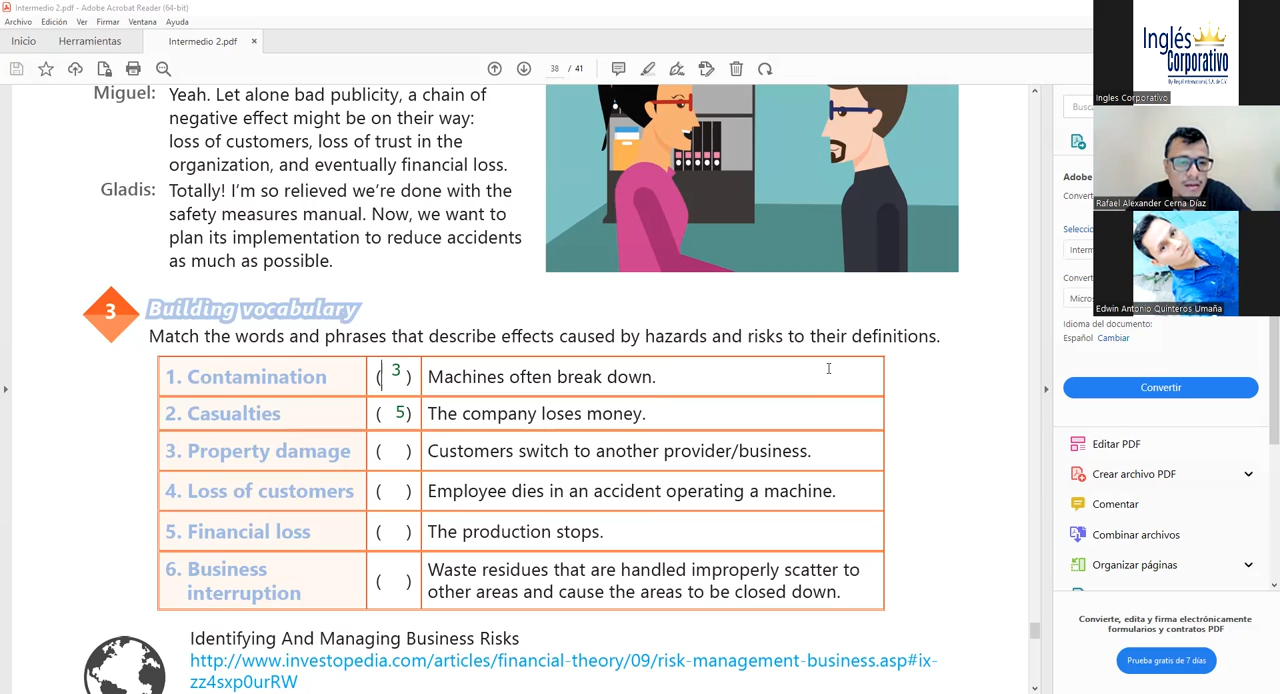 Intermedio 2.pdf - Adobe Acrobat Reader (64-bit)
Archivo Edición Ver Firmar Ventana Ayuda
Inicio Herramientas Intermedio 2.pdf ×
38 / 41
Miguel: Yeah. Let alone bad publicity, a chain of
negative effect might be on their way:
loss of customers, loss of trust in the
organization, and eventually financial loss.
Gladis: Totally! I’m so relieved we’re done with the
safety measures manual. Now, we want to
plan its implementation to reduce accidents
as much as possible.
3 Building vocabulary
Match the words and phrases that describe effects caused by hazards and risks to their definitions.
1. Contamination ( 3 ) Machines often break down.
2. Casualties ( 5 ) The company loses money.
3. Property damage ( ) Customers switch to another provider/business.
4. Loss of customers ( ) Employee dies in an accident operating a machine.
5. Financial loss ( ) The production stops.
6. Business
interruption
( )
Waste residues that are handled improperly scatter to
other areas and cause the areas to be closed down.
Identifying And Managing Business Risks
http://www.investopedia.com/articles/financial-theory/09/risk-management-business.asp#ix-
zz4sxp0urRW
Inglés
Corporativo
Ingles Corporativo
Rafael Alexander Cerna Díaz
Edwin Antonio Quinteros Umaña
Busc
Adobe
Convert
Selecci
Interm
Convert
Micros
Idioma del documento:
Español Cambiar
Convertir
Editar PDF
Crear archivo PDF
Comentar
Combinar archivos
Organizar páginas
Convierte, edita y firma electrónicamente
formularios y contratos PDF
Prueba gratis de 7 días